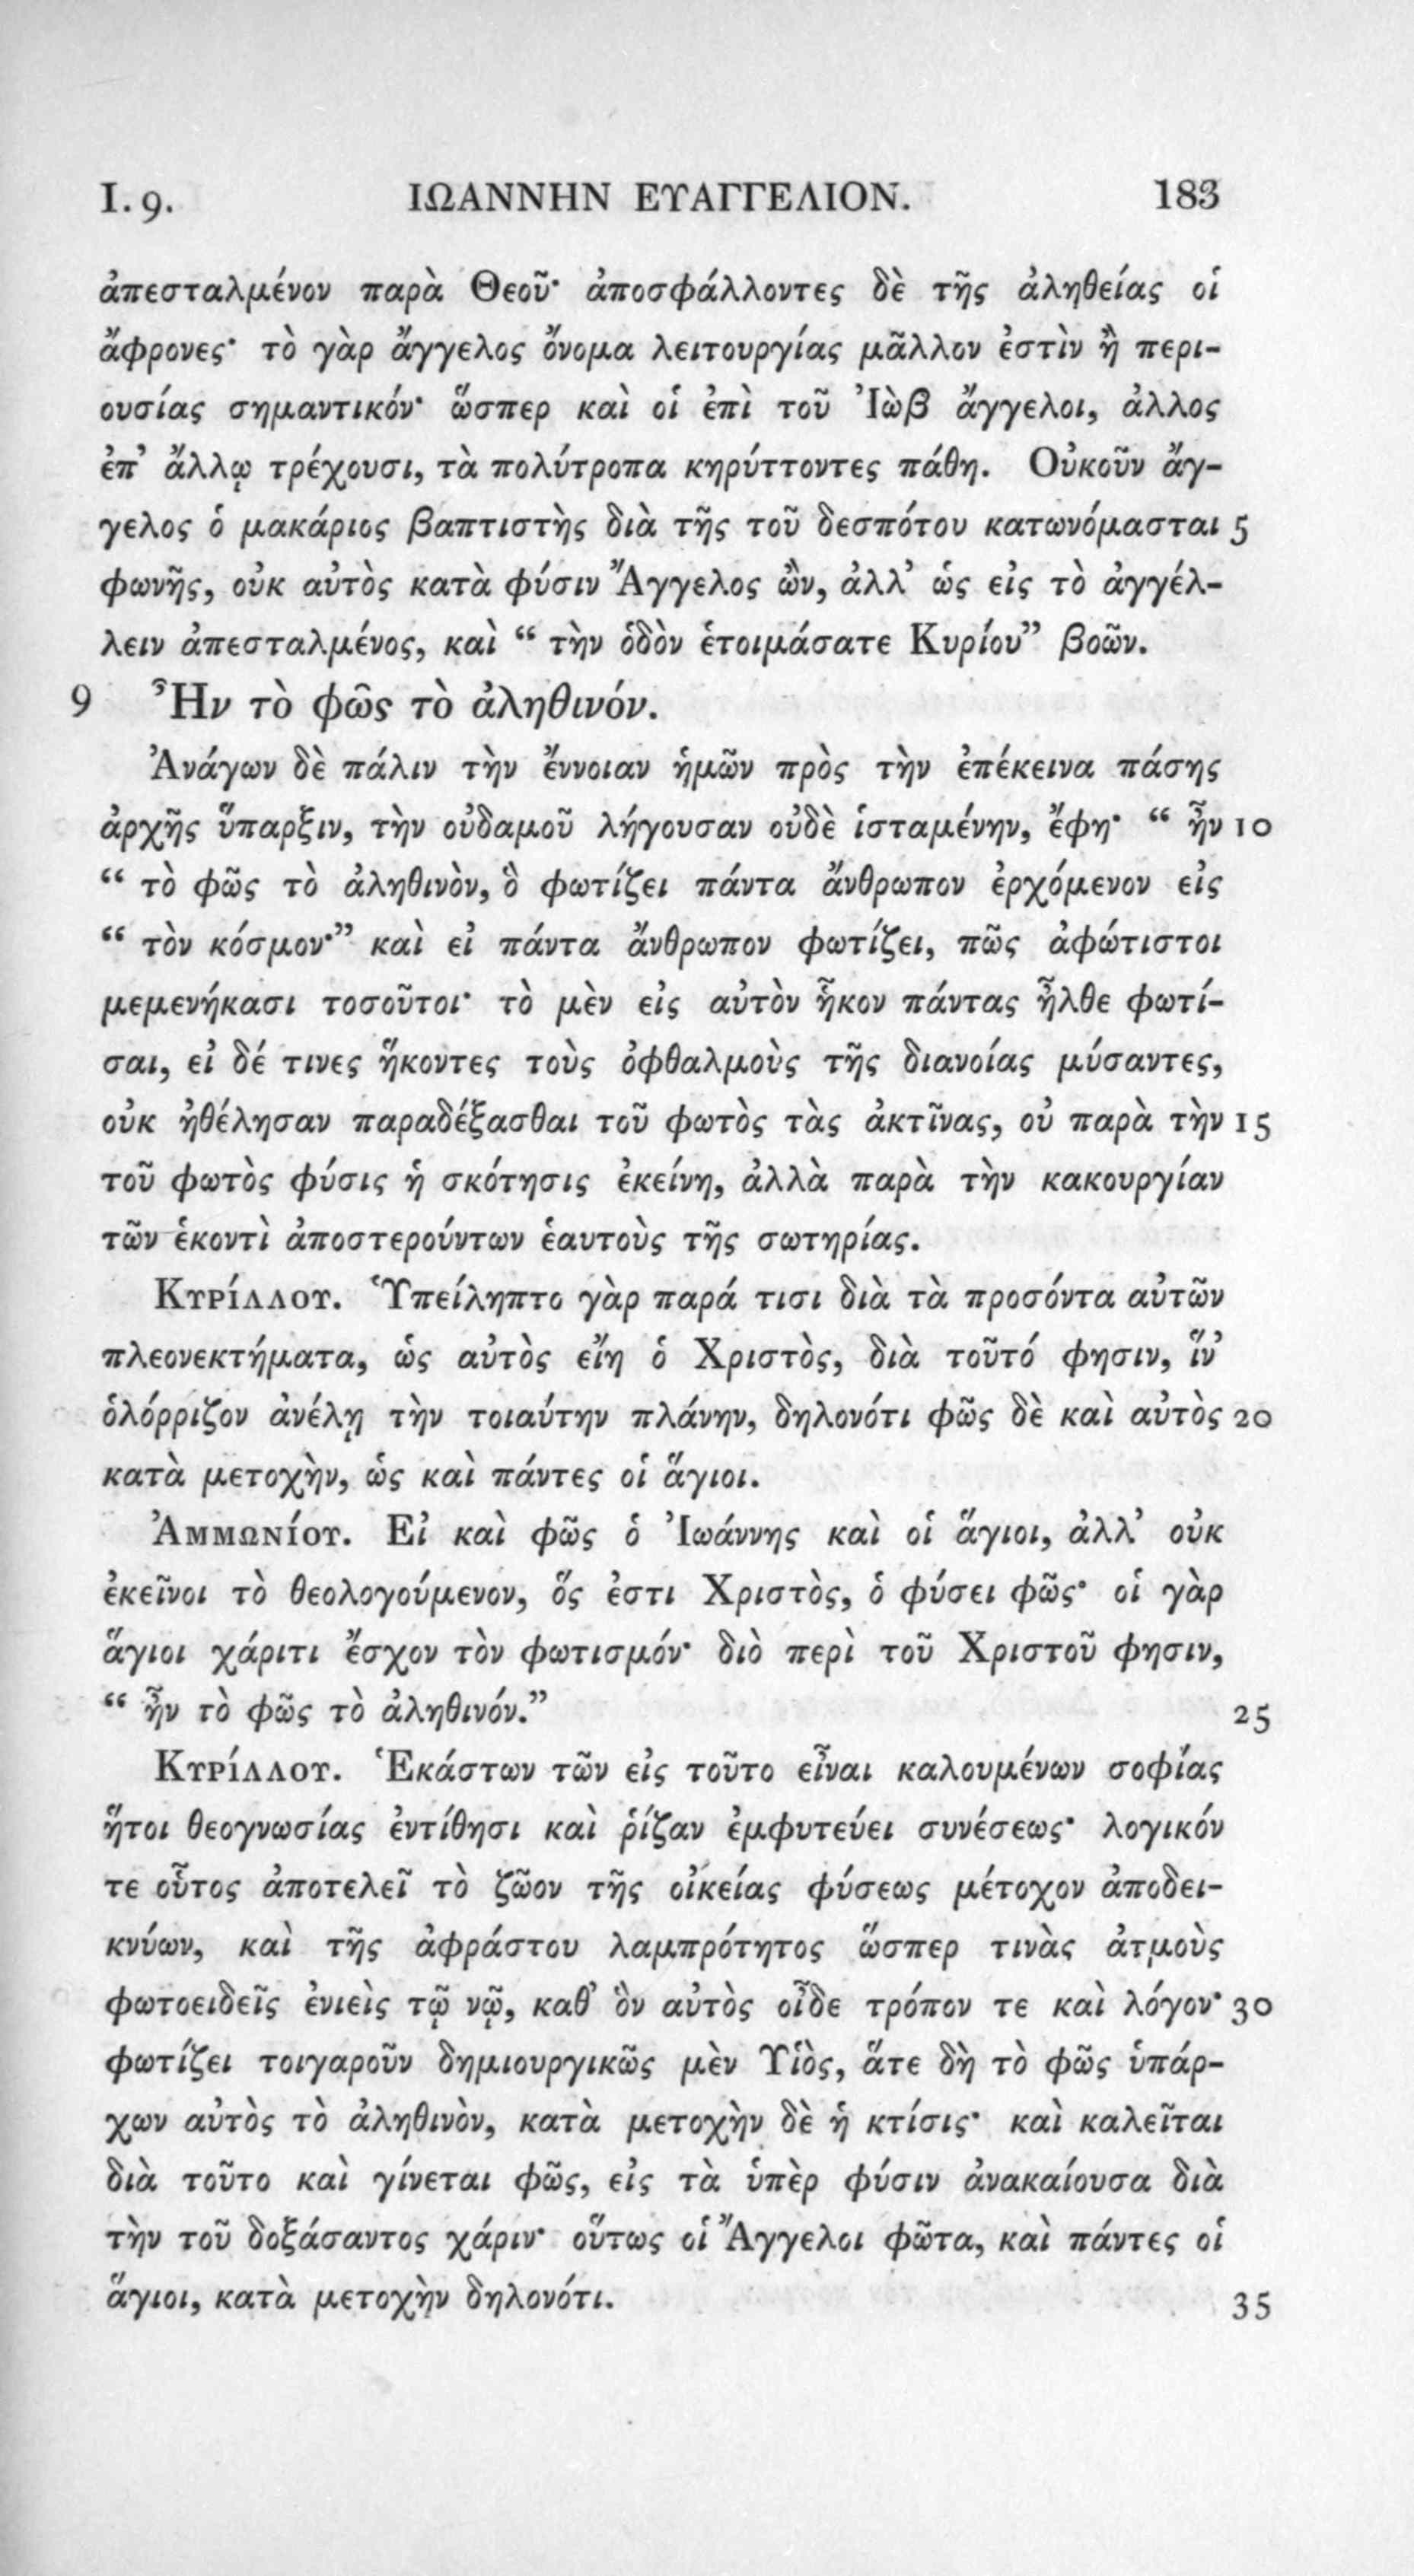 I. 9. ΙΩΑΝΝΗΝ ΕΥΑΓΓΕΛΙΟΝ. 183
ἀπεσταλμένον παρὰ Θεοῦ· ἀποσφάλλοντες δὲ τῆς ἀληθείας οἱ
ἄφρονες· τὸ γὰρ ἄγγελος ὄνομα λειτουργίας μᾶλλον ἐστὶν ἢ περι-
ουσίας σημαντικόν· ὥσπερ καὶ οἱ ἐπὶ τοῦ Ἰὼβ ἄγγελοι, ἀλλος
ἐπ’ ἄλλῳ τρέχουσι, τὰ πολύτροπα κηρύττοντες πάθη. Οὐκοῦν ἄγ-
γελος ὁ μακάριος βαπτιστὴς διὰ τῆς τοῦ δεσπότου κατωνόμασται 5
φωνῆς, οὐκ αὐτὸς κατὰ φύσιν Ἄγγελος ὢν, ἀλλ’ ὡς εἰς τὸ ἀγγέλ-
λειν ἀπεσταλμένος, καὶ “ τὴν ὁδὸν ἑτοιμάσατε Κυρίου” βοῶν.
9 Ἦν τὸ φῶς τὸ ἀληθινόν.
Ἀνάγων δὲ πάλιν τὴν ἔννοιαν ἡμῶν πρὸς τὴν ἐπέκεινα πάσης
ἀρχῆς ὕπαρξιν, τὴν οὐδαμοῦ λήγουσαν οὐδὲ ἱσταμένην, ἔφη· “ ἦν 10
“ τὸ φῶς τὸ ἀληθινὸν, ὃ φωτίζει πάντα ἄνθρωπον ἐρχόμενον εἰς
“ τὸν κόσμον·” καὶ εἰ πάντα ἄνθρωπον φωτίζει, πῶς ἀφώτιστοι
μεμενήκασι τοσοῦτοι· τὸ μὲν εἰς αὐτὸν ἧκον πάντας ἦλθε φωτί-
σαι, εἰ δέ τινες ἥκοντες τοὺς ὀφθαλμοὺς τῆς διανοίας μύσαντες,
οὐκ ἠθέλησαν παραδέξασθαι τοῦ φωτὸς τὰς ἀκτῖνας, οὐ παρὰ τὴν 15
τοῦ φωτὸς φύσις ἡ σκότησις ἐκείνη, ἀλλὰ παρὰ τὴν κακουργίαν
τῶν ἑκοντὶ ἀποστερούντων ἑαυτοὺς τῆς σωτηρίας.
Κυρίλλου. Ὑπείληπτο γὰρ παρά τισι διὰ τὰ προσόντα αὐτῶν
πλεονεκτήματα, ὡς αὐτὸς εἴη ὁ Χριστὸς, διὰ τοῦτό φησιν, ἵν’
ὁλόρριζον ἀνέλῃ τὴν τοιαύτην πλάνην, δηλονότι φῶς δὲ καὶ αὐτὸς 20
κατὰ μετοχὴν, ὡς καὶ πάντες οἱ ἅγιοι.
Ἀμμωνίου. Εἰ καὶ φῶς ὁ Ἰωάννης καὶ οἱ ἅγιοι, ἀλλ’ οὐκ
ἐκεῖνοι τὸ θεολογούμενον, ὅς ἐστι Χριστὸς, ὁ φύσει φῶς· οἱ γὰρ
ἅγιοι χάριτι ἔσχον τὸν φωτισμόν· διὸ περὶ τοῦ Χριστοῦ φησιν,
“ ἦν τὸ φῶς τὸ ἀληθινόν.” 25
Κυρίλλου. Ἑκάστων τῶν εἰς τοῦτο εἶναι καλουμένων σοφίας
ἤτοι θεογνωσίας ἐντίθησι καὶ ῥίζαν ἐμφυτεύει συνέσεως· λογικόν
τε οὗτος ἀποτελεῖ τὸ ζῶον τῆς οἰκείας φύσεως μέτοχον ἀποδει-
κνύων, καὶ τῆς ἀφράστου λαμπρότητος ὥσπερ τινὰς ἀτμοὺς
φωτοειδεῖς ἐνιεὶς τῷ νῷ, καθ’ ὃν αὐτὸς οἶδε τρόπον τε καὶ λόγον· 30
φωτίζει τοιγαροῦν δημιουργικῶς μὲν Υἱὸς, ἅτε δὴ τὸ φῶς ὑπάρ-
χων αὐτὸς τὸ ἀληθινὸν, κατὰ μετοχὴν δὲ ἡ κτίσις· καὶ καλεῖται
διὰ τοῦτο καὶ γίνεται φῶς, εἰς τὰ ὑπὲρ φύσιν ἀνακαίουσα διὰ
τὴν τοῦ δοξάσαντος χάριν· οὕτως οἱ Ἄγγελοι φῶτα, καὶ πάντες οἱ
ἅγιοι, κατὰ μετοχὴν δηλονότι. 35